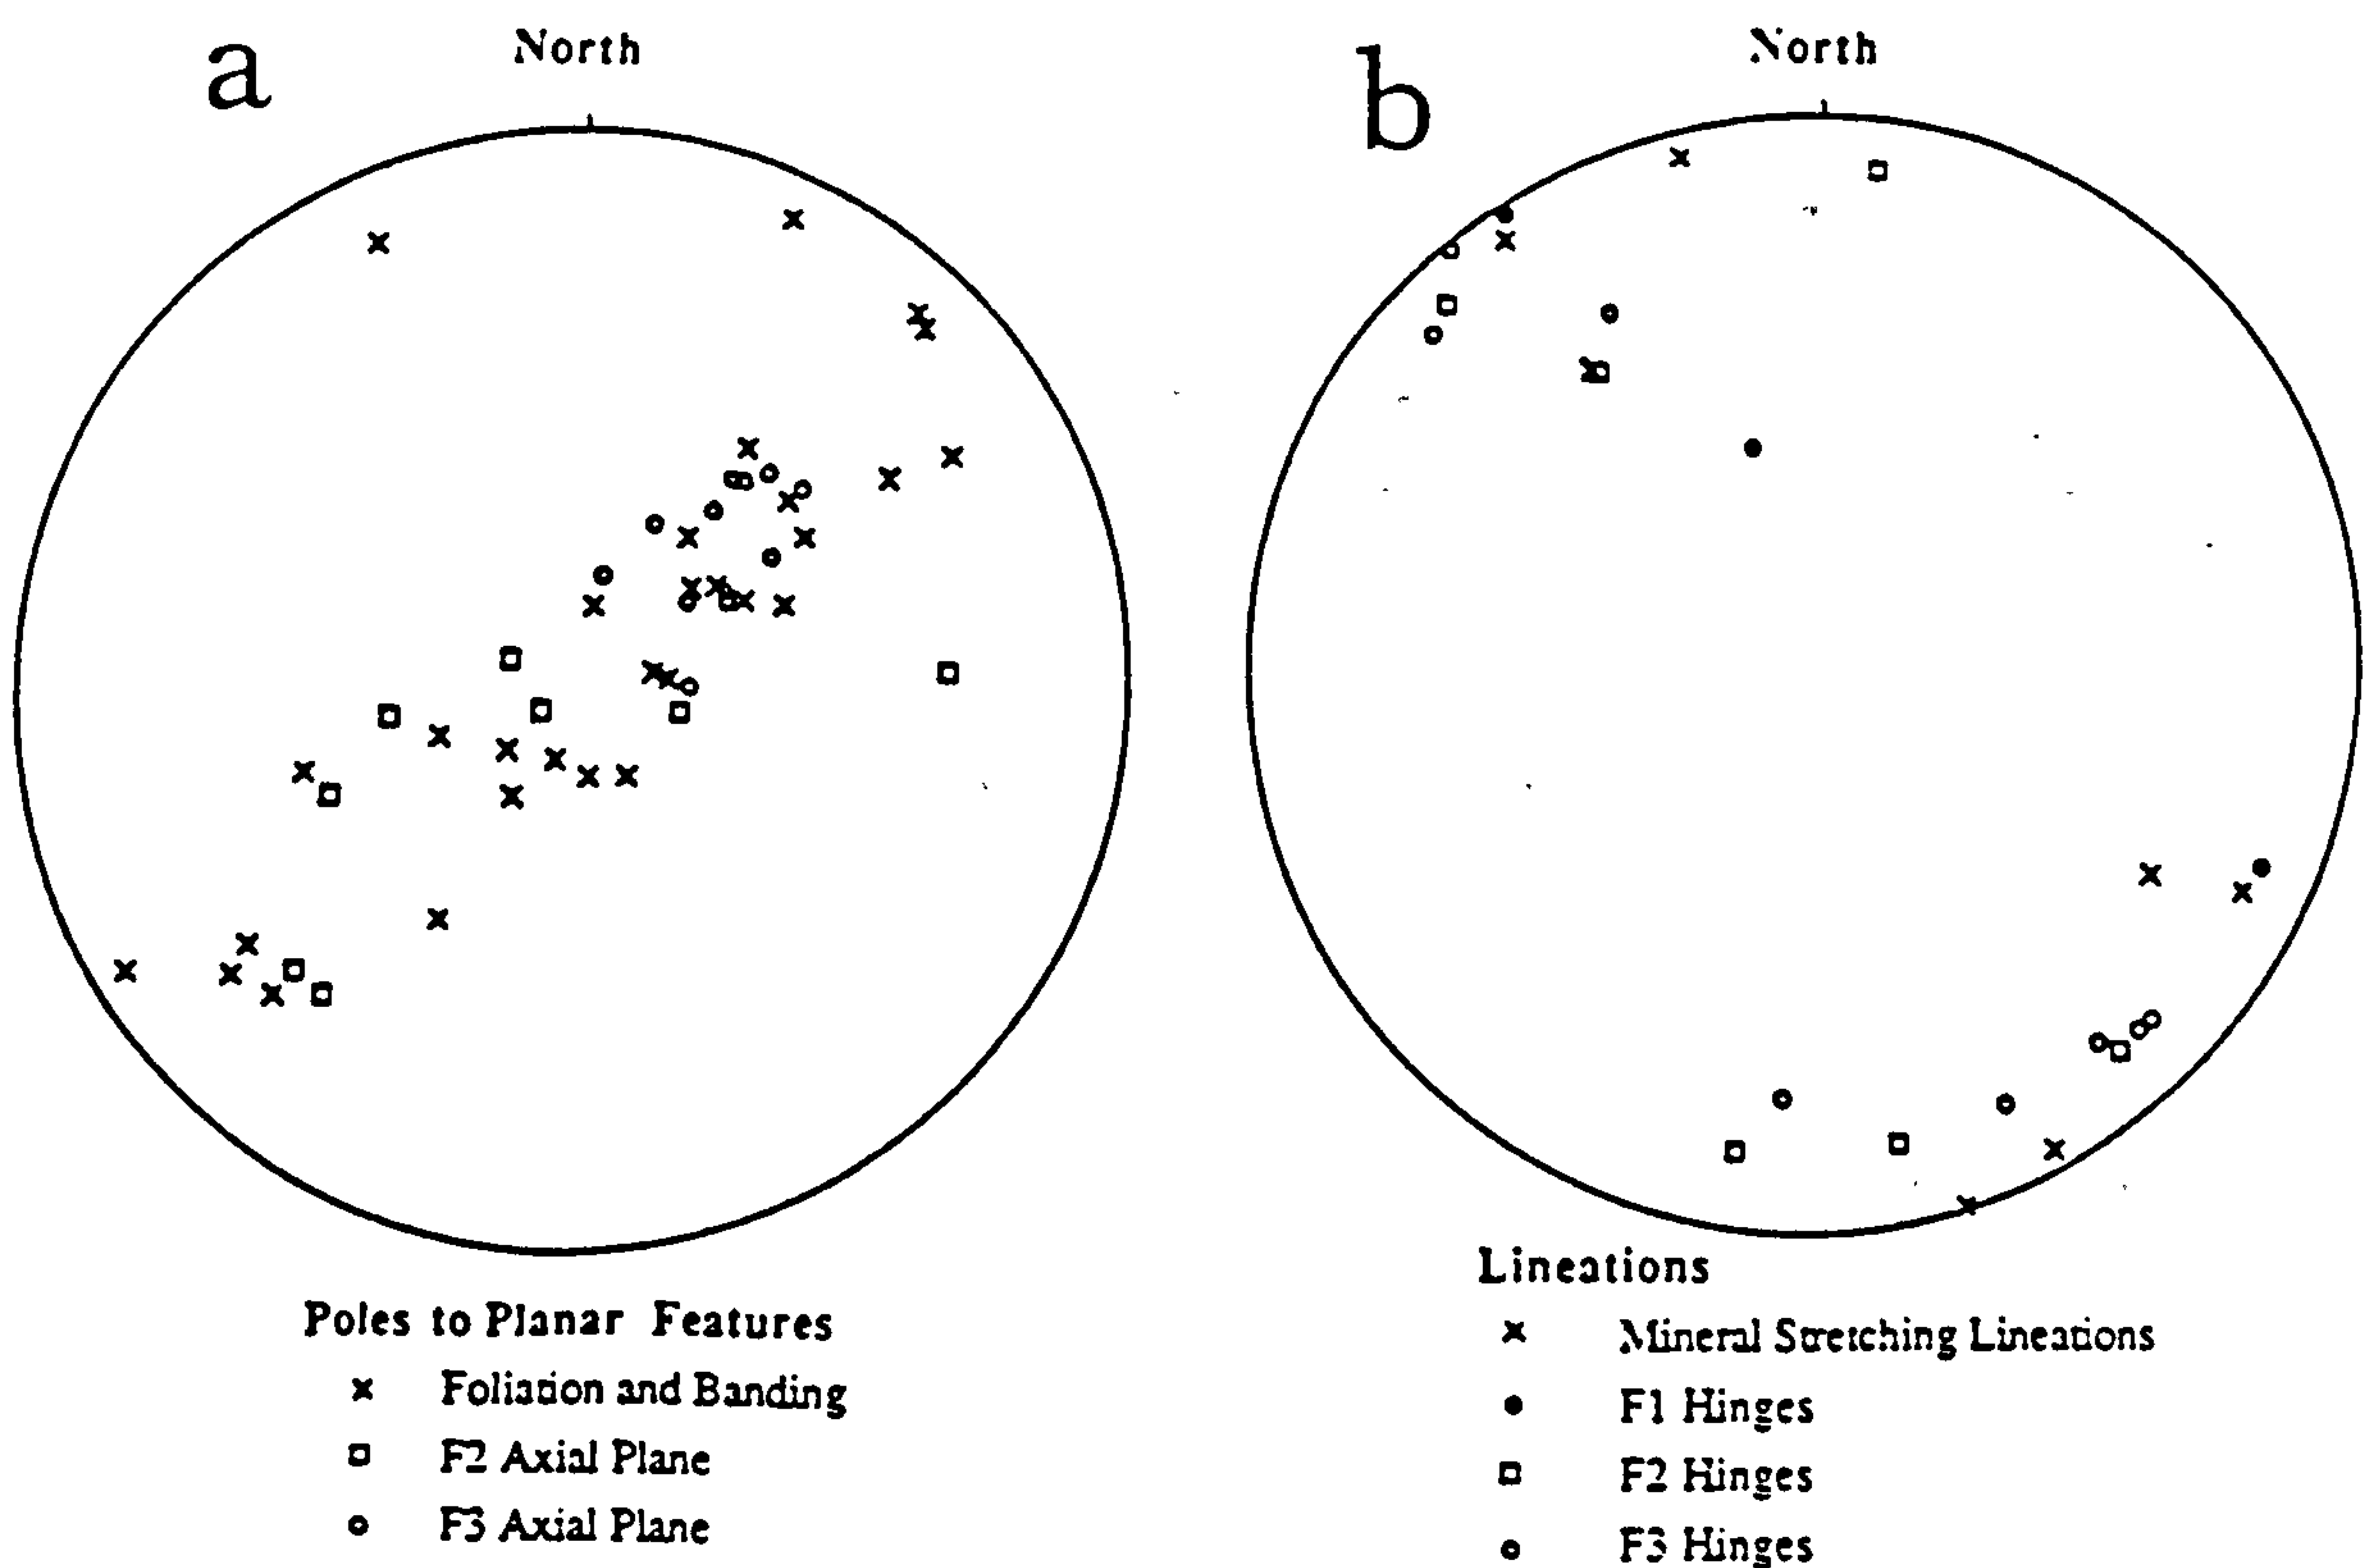 a
North
b
North
Poles to Planar Features
Foliation and Banding
F2 Axial Plane
F3 Axial Plane
Lineations
Mineral Stretching Lineations
F1 Hinges
F2 Hinges
F3 Hinges